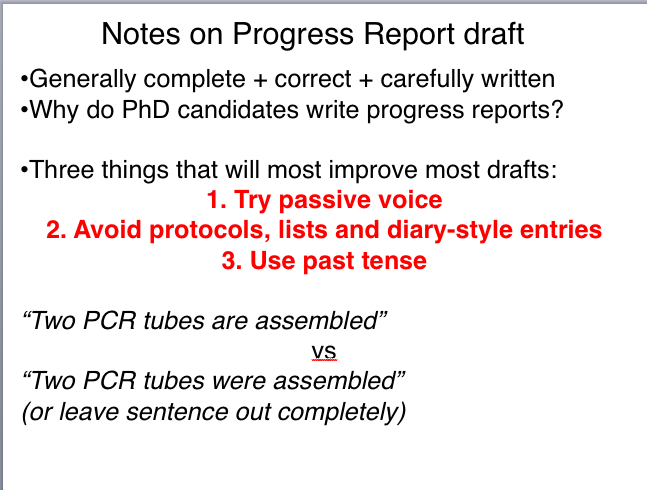 Notes on Progress Report draft
•Generally complete + correct + carefully written
•Why do PhD candidates write progress reports?
•Three things that will most improve most drafts:
1. Try passive voice
2. Avoid protocols, lists and diary-style entries
3. Use past tense
“Two PCR tubes are assembled”
vs
“Two PCR tubes were assembled”
(or leave sentence out completely)